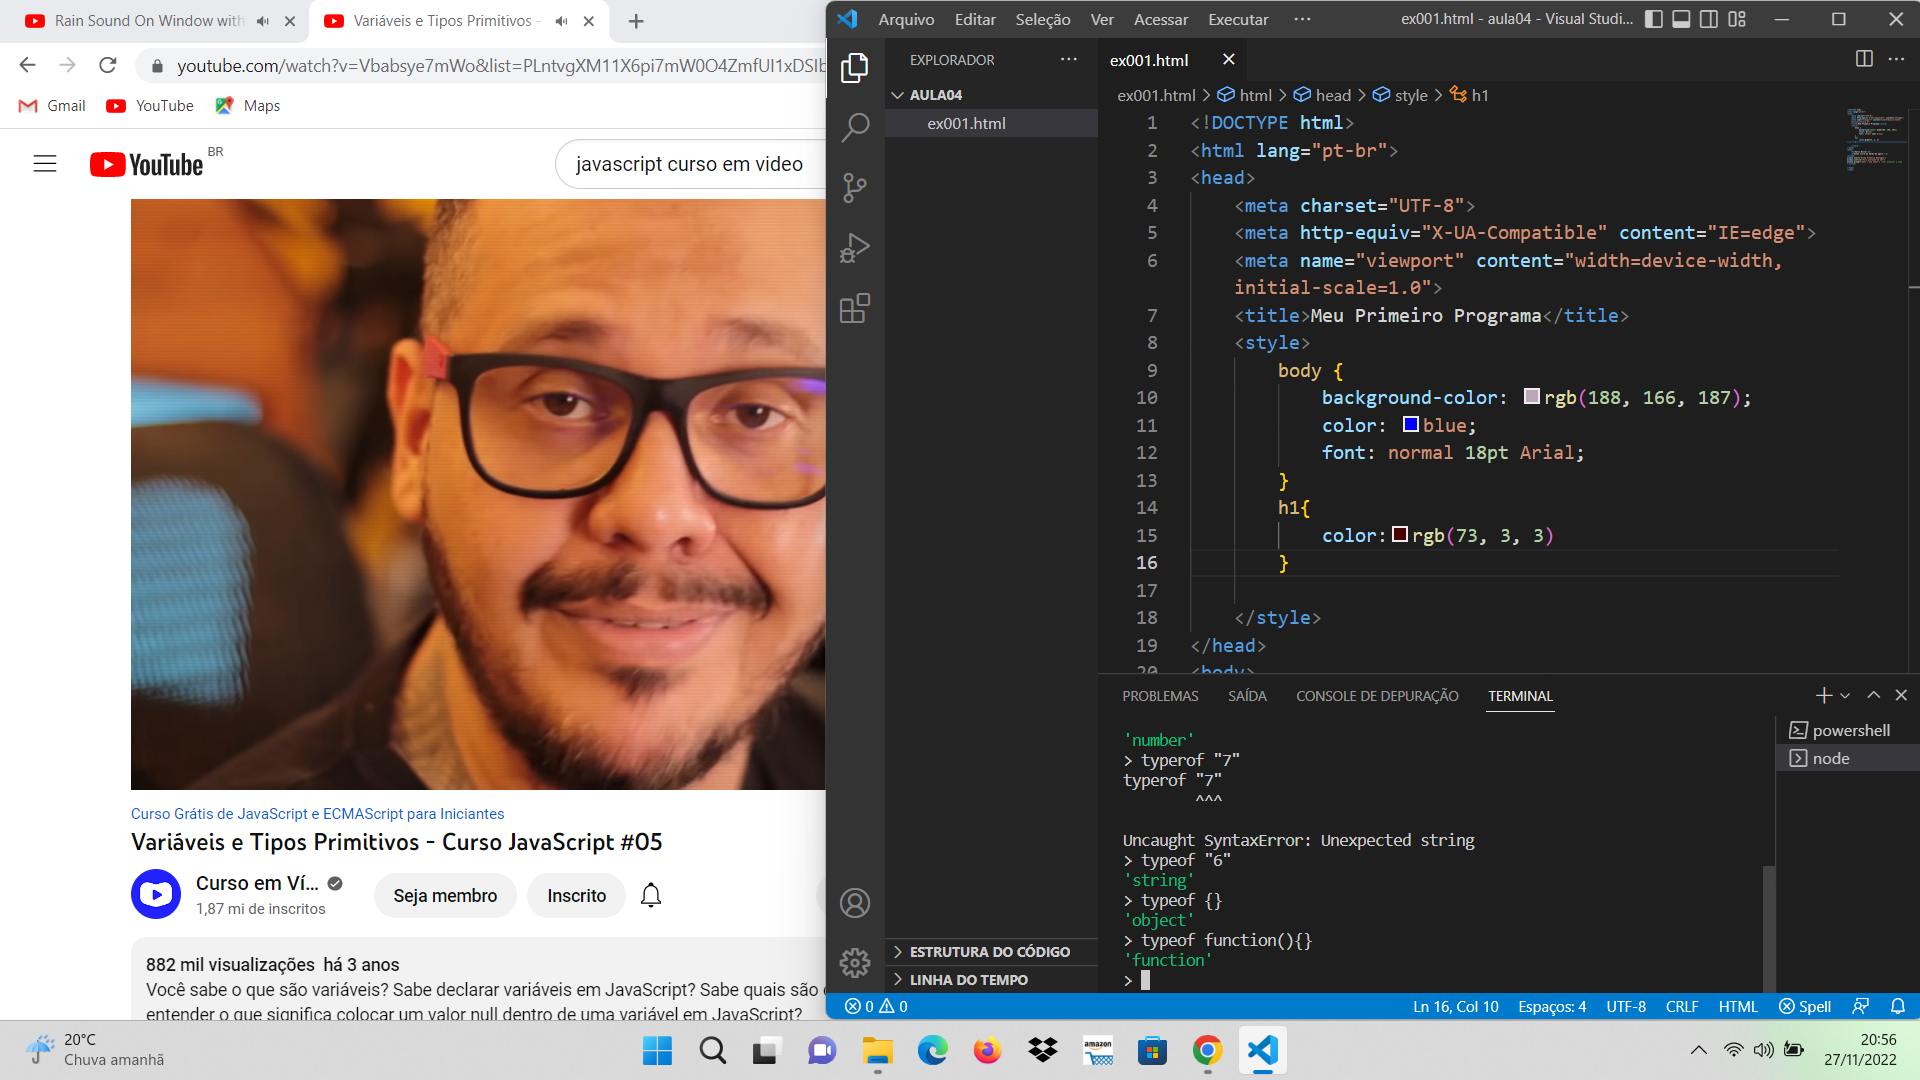 Rain Sound On Window with
Variáveis e Tipos Primitivos -
youtube.com/watch?v=Vbabsye7mWo&list=PLntvgXM11X6pi7mW0O4ZmfUI1xDSIb
Gmail
YouTube
Maps
YouTube BR
javascript curso em video
Curso Grátis de JavaScript e ECMAScript para Iniciantes
Variáveis e Tipos Primitivos - Curso JavaScript #05
Curso em Ví...
1,87 mi de inscritos
Seja membro
Inscrito
882 mil visualizações há 3 anos
Você sabe o que são variáveis? Sabe declarar variáveis em JavaScript? Sabe quais são
entender o que significa colocar um valor null dentro de uma variável em JavaScript?
Arquivo Editar Seleção Ver Acessar Executar ···
ex001.html - aula04 - Visual Studi...
EXPLORADOR
AULA04
ex001.html
ESTRUTURA DO CÓDIGO
LINHA DO TEMPO
ex001.html
ex001.html > html > head > style > h1
1 <!DOCTYPE html>
2 <html lang="pt-br">
3 <head>
4 <meta charset="UTF-8">
5 <meta http-equiv="X-UA-Compatible" content="IE=edge">
6 <meta name="viewport" content="width=device-width,
initial-scale=1.0">
7 <title>Meu Primeiro Programa</title>
8 <style>
9 body {
10 background-color: rgb(188, 166, 187);
11 color: blue;
12 font: normal 18pt Arial;
13 }
14 h1{
15 color:rgb(73, 3, 3)
16 }
17
18 </style>
19 </head>
20 <body>
PROBLEMAS SAÍDA CONSOLE DE DEPURAÇÃO TERMINAL
'number'
> typerof "7"
typerof "7"
^^^
Uncaught SyntaxError: Unexpected string
> typeof "6"
'string'
> typeof {}
'object'
> typeof function(){}
'function'
>
powershell
node
0 0
Ln 16, Col 10 Espaços: 4 UTF-8 CRLF HTML Spell
20°C
Chuva amanhã
amazon
20:56
27/11/2022